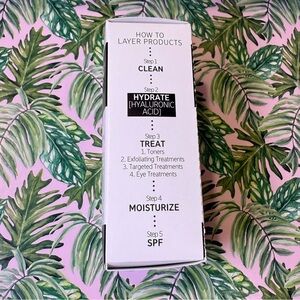 HOW TO
LAYER PRODUCTS
Step 1
CLEAN
Step 2
HYDRATE
[HYALURONIC
ACID]
Step 3
TREAT
1. Toners
2. Exfoliating Treatments
3. Targeted Treatments
4. Eye Treatments
Step 4
MOISTURIZE
Step 5
SPF